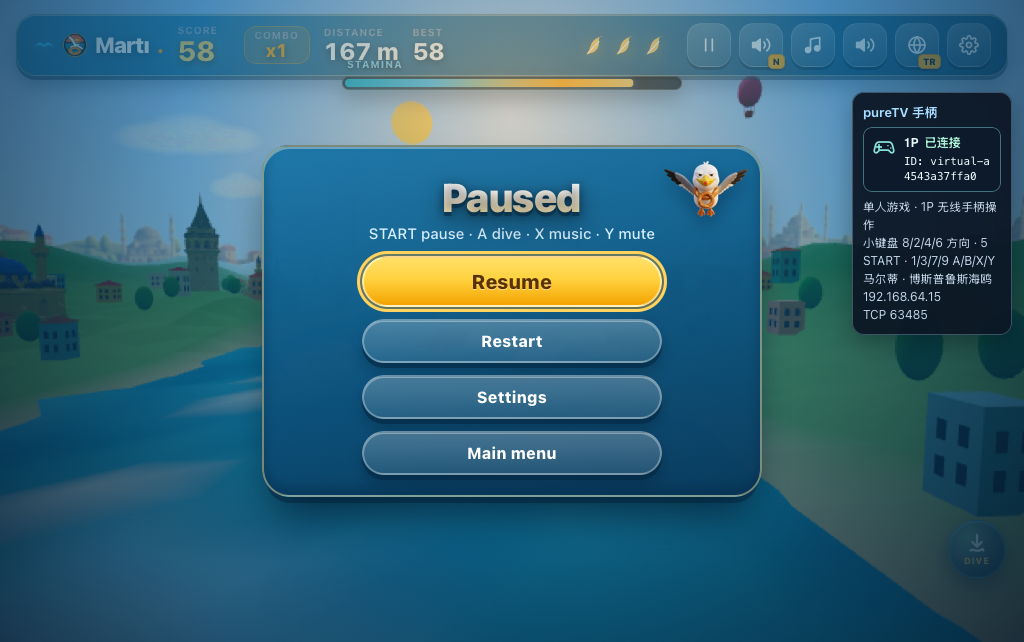 Martı
SCORE
58
COMBO
x1
DISTANCE
167 m
BEST
58
STAMINA
N
TR
pureTV 手柄
1P 已连接
ID: virtual-a
4543a37ffa0
单人游戏 · 1P 无线手柄操
作
小键盘 8/2/4/6 方向 · 5
START · 1/3/7/9 A/B/X/Y
马尔蒂 · 博斯普鲁斯海鸥
192.168.64.15
TCP 63485
Paused
START pause · A dive · X music · Y mute
Resume
Restart
Settings
Main menu
DIVE